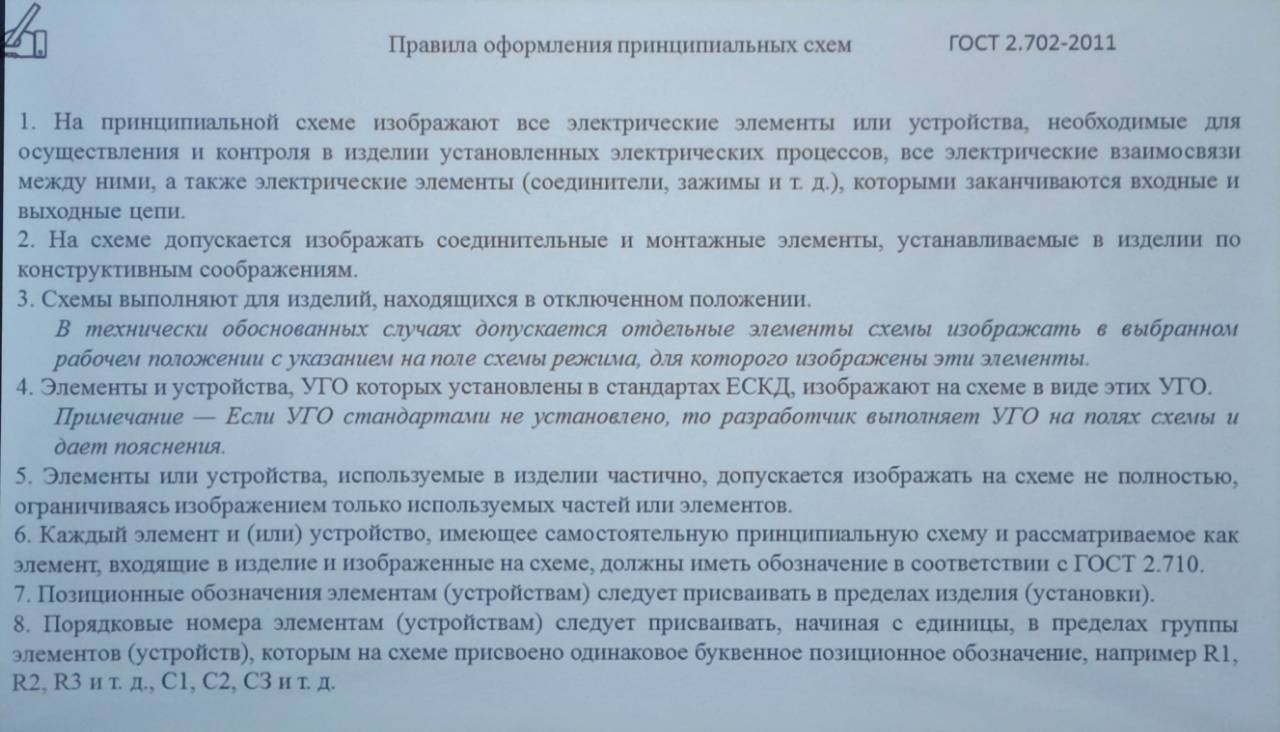 Правила оформления принципиальных схем ГОСТ 2.702-2011
1. На принципиальной схеме изображают все электрические элементы или устройства, необходимые для
осуществления и контроля в изделии установленных электрических процессов, все электрические взаимосвязи
между ними, а также электрические элементы (соединители, зажимы и т. д.), которыми заканчиваются входные и
выходные цепи.
2. На схеме допускается изображать соединительные и монтажные элементы, устанавливаемые в изделии по
конструктивным соображениям.
3. Схемы выполняют для изделий, находящихся в отключенном положении.
В технически обоснованных случаях допускается отдельные элементы схемы изображать в выбранном
рабочем положении с указанием на поле схемы режима, для которого изображены эти элементы.
4. Элементы и устройства, УГО которых установлены в стандартах ЕСКД, изображают на схеме в виде этих УГО.
Примечание — Если УГО стандартами не установлено, то разработчик выполняет УГО на полях схемы и
дает пояснения.
5. Элементы или устройства, используемые в изделии частично, допускается изображать на схеме не полностью,
ограничиваясь изображением только используемых частей или элементов.
6. Каждый элемент и (или) устройство, имеющее самостоятельную принципиальную схему и рассматриваемое как
элемент, входящие в изделие и изображенные на схеме, должны иметь обозначение в соответствии с ГОСТ 2.710.
7. Позиционные обозначения элементам (устройствам) следует присваивать в пределах изделия (установки).
8. Порядковые номера элементам (устройствам) следует присваивать, начиная с единицы, в пределах группы
элементов (устройств), которым на схеме присвоено одинаковое буквенное позиционное обозначение, например R1,
R2, R3 и т. д., C1, C2, C3 и т. д.